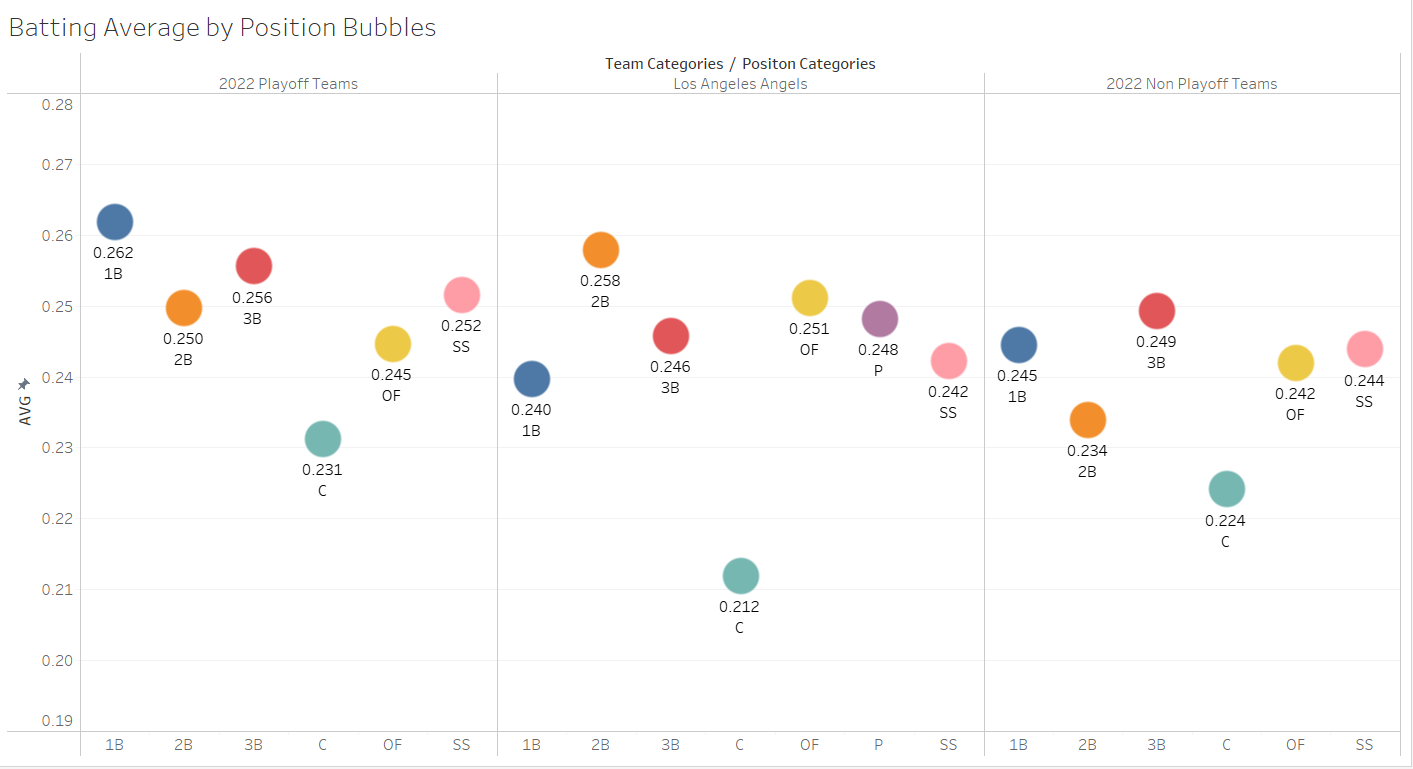 Batting Average by Position Bubbles
Team Categories / Positon Categories
2022 Playoff Teams
Los Angeles Angels
2022 Non Playoff Teams
AVG
0.28
0.27
0.26
0.25
0.24
0.23
0.22
0.21
0.20
0.19
0.262
1B
0.250
2B
0.256
3B
0.231
C
0.245
OF
0.252
SS
0.240
1B
0.258
2B
0.246
3B
0.212
C
0.251
OF
0.248
P
0.242
SS
0.245
1B
0.234
2B
0.249
3B
0.224
C
0.242
OF
0.244
SS
1B 2B 3B C OF SS 1B 2B 3B C OF P SS 1B 2B 3B C OF SS